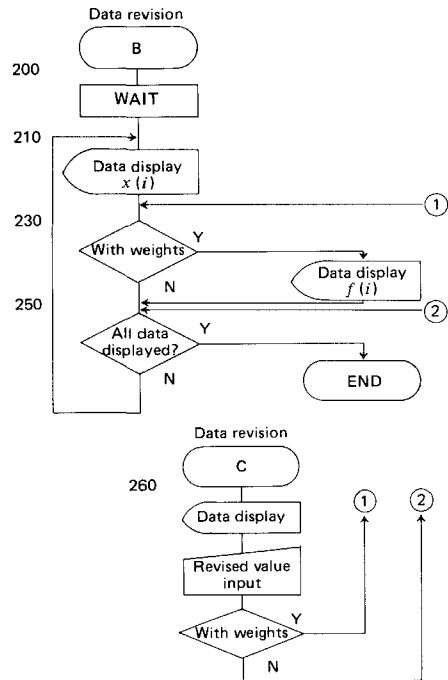 Data revision
B
200
WAIT
210
Data display
x (i)
1
230
With weights
Y
N
Data display
f (i)
250
2
All data
displayed?
Y
N
END
Data revision
C
260
1
2
Data display
Revised value
input
With weights
Y
N